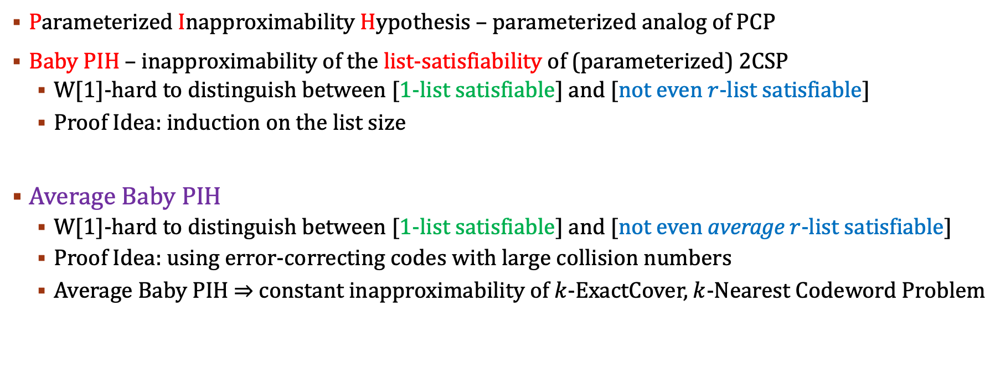 ▪ Parameterized Inapproximability Hypothesis – parameterized analog of PCP
▪ Baby PIH – inapproximability of the list-satisfiability of (parameterized) 2CSP
▪ W[1]-hard to distinguish between [1-list satisfiable] and [not even r-list satisfiable]
▪ Proof Idea: induction on the list size
▪ Average Baby PIH
▪ W[1]-hard to distinguish between [1-list satisfiable] and [not even average r-list satisfiable]
▪ Proof Idea: using error-correcting codes with large collision numbers
▪ Average Baby PIH ⇒ constant inapproximability of k-ExactCover, k-Nearest Codeword Problem